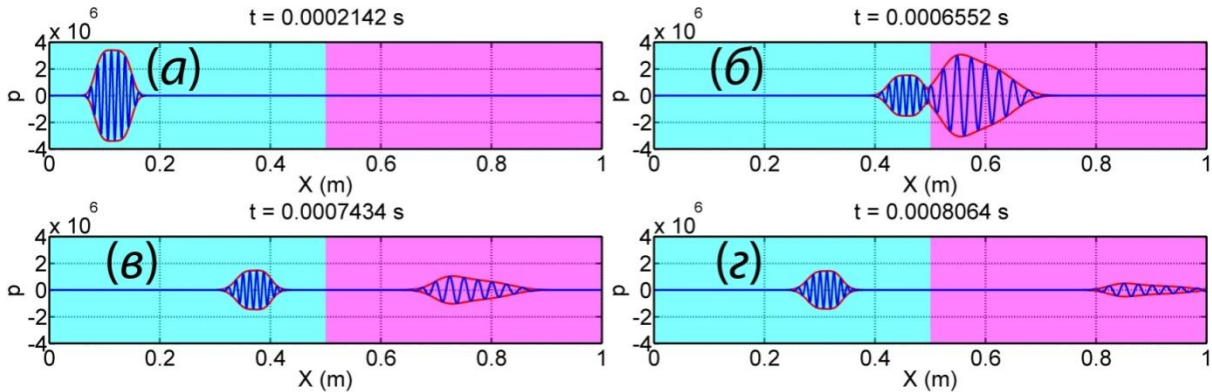 t = 0.0002142 s
x 10 6
4
2
0
-2
-4
p
(а)
0 0.2 0.4 0.6 0.8 1
X (m)
t = 0.0006552 s
x 10 6
4
2
0
-2
-4
p
(б)
0 0.2 0.4 0.6 0.8 1
X (m)
t = 0.0007434 s
x 10 6
4
2
0
-2
-4
p
(в)
0 0.2 0.4 0.6 0.8 1
X (m)
t = 0.0008064 s
x 10 6
4
2
0
-2
-4
p
(г)
0 0.2 0.4 0.6 0.8 1
X (m)